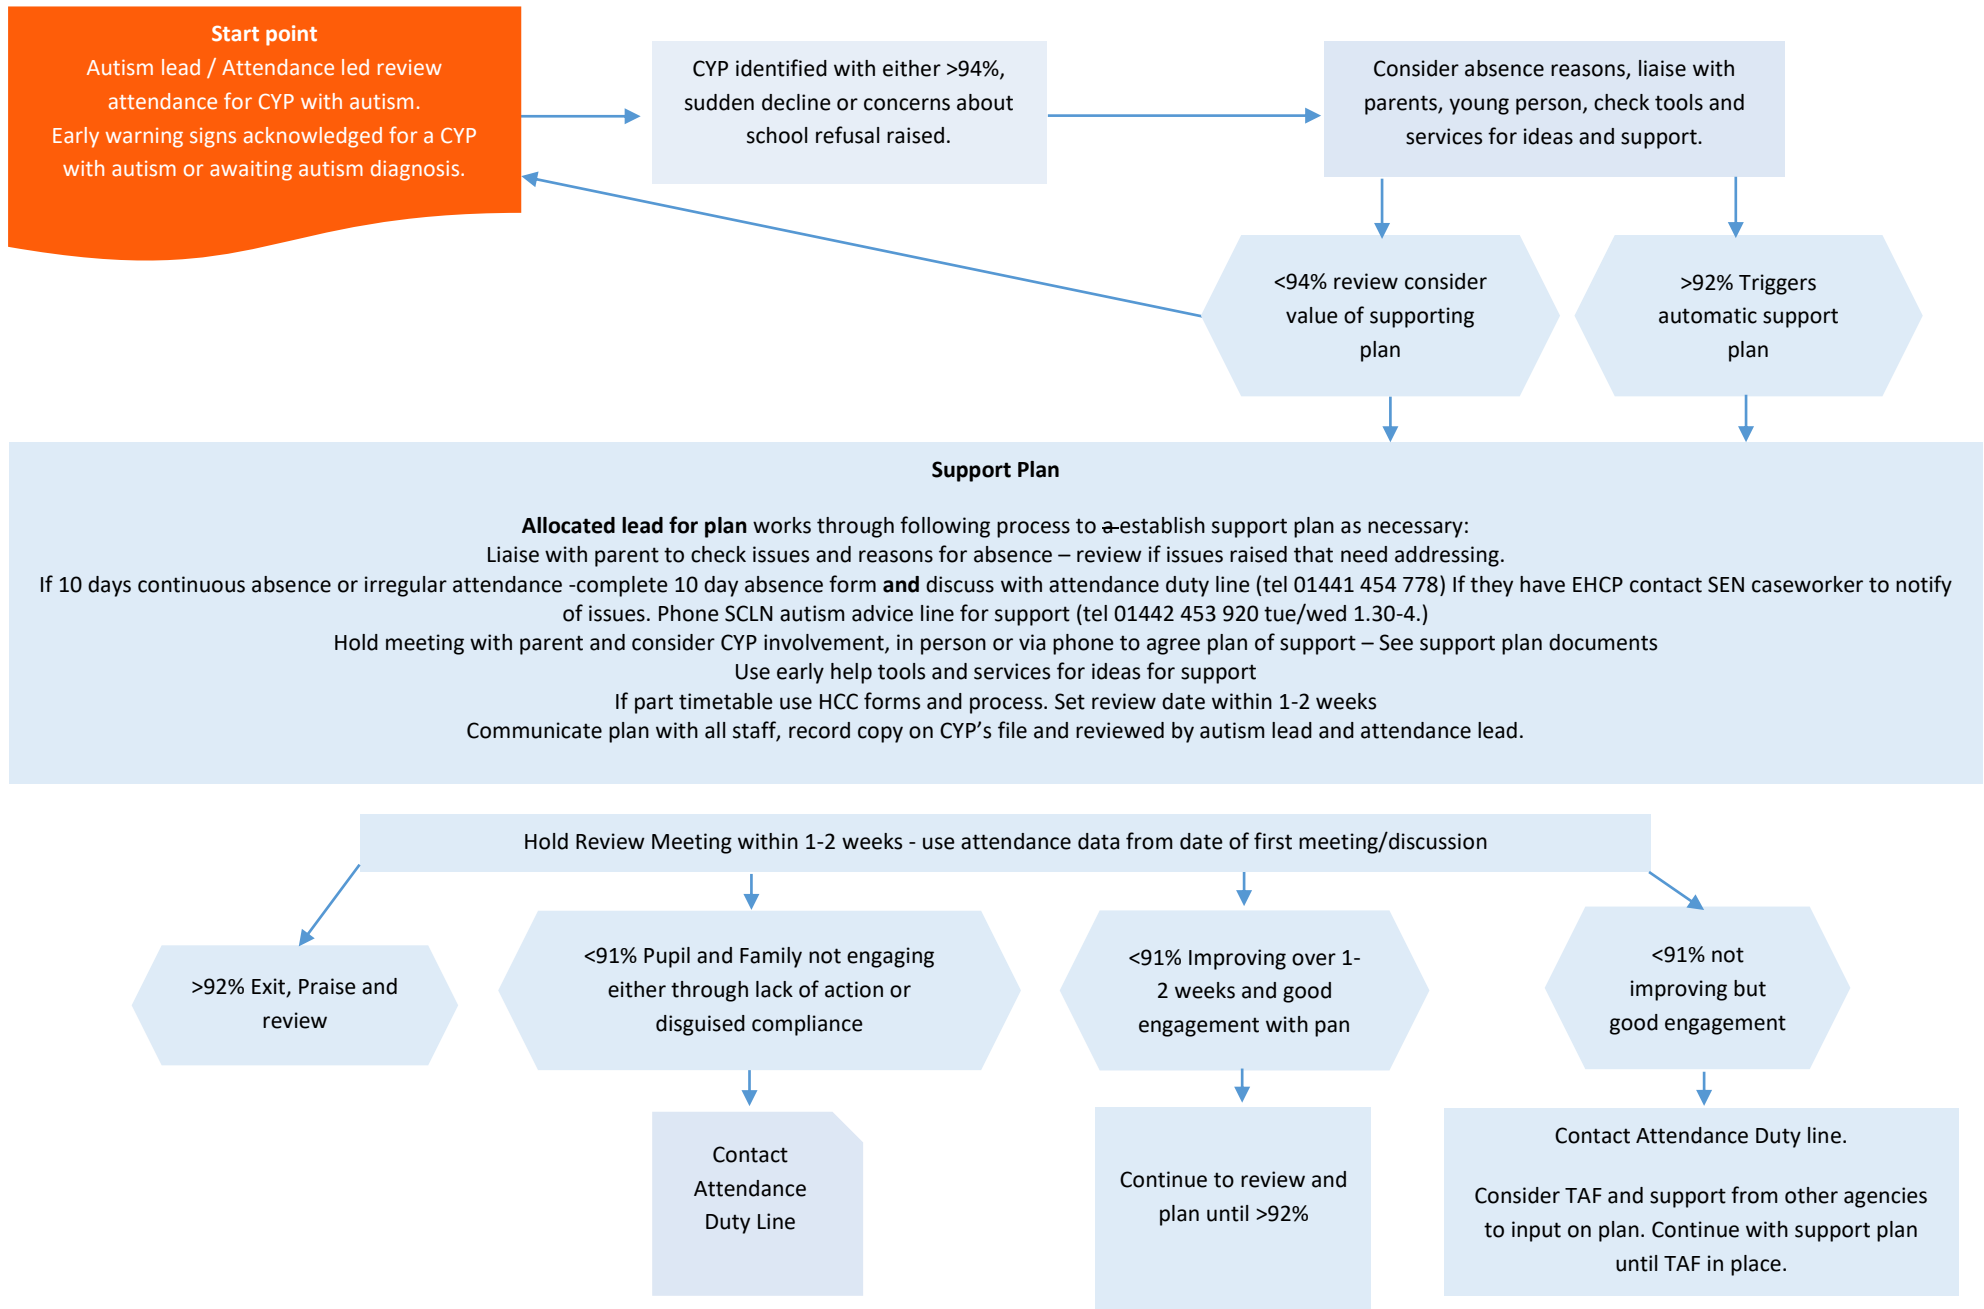 Start point
Autism lead / Attendance led review
attendance for CYP with autism.
Early warning signs acknowledged for a CYP
with autism or awaiting autism diagnosis.
CYP identified with either >94%,
sudden decline or concerns about
school refusal raised.
Consider absence reasons, liaise with
parents, young person, check tools and
services for ideas and support.
<94% review consider
value of supporting
plan
>92% Triggers
automatic support
plan
Support Plan
Allocated lead for plan works through following process to a establish support plan as necessary:
Liaise with parent to check issues and reasons for absence – review if issues raised that need addressing.
If 10 days continuous absence or irregular attendance -complete 10 day absence form and discuss with attendance duty line (tel 01441 454 778) If they have EHCP contact SEN caseworker to notify
of issues. Phone SCLN autism advice line for support (tel 01442 453 920 tue/wed 1.30-4.)
Hold meeting with parent and consider CYP involvement, in person or via phone to agree plan of support – See support plan documents
Use early help tools and services for ideas for support
If part timetable use HCC forms and process. Set review date within 1-2 weeks
Communicate plan with all staff, record copy on CYP’s file and reviewed by autism lead and attendance lead.
Hold Review Meeting within 1-2 weeks - use attendance data from date of first meeting/discussion
>92% Exit, Praise and
review
<91% Pupil and Family not engaging
either through lack of action or
disguised compliance
<91% Improving over 1-
2 weeks and good
engagement with pan
<91% not
improving but
good engagement
Contact
Attendance
Duty Line
Continue to review and
plan until >92%
Contact Attendance Duty line.
Consider TAF and support from other agencies
to input on plan. Continue with support plan
until TAF in place.